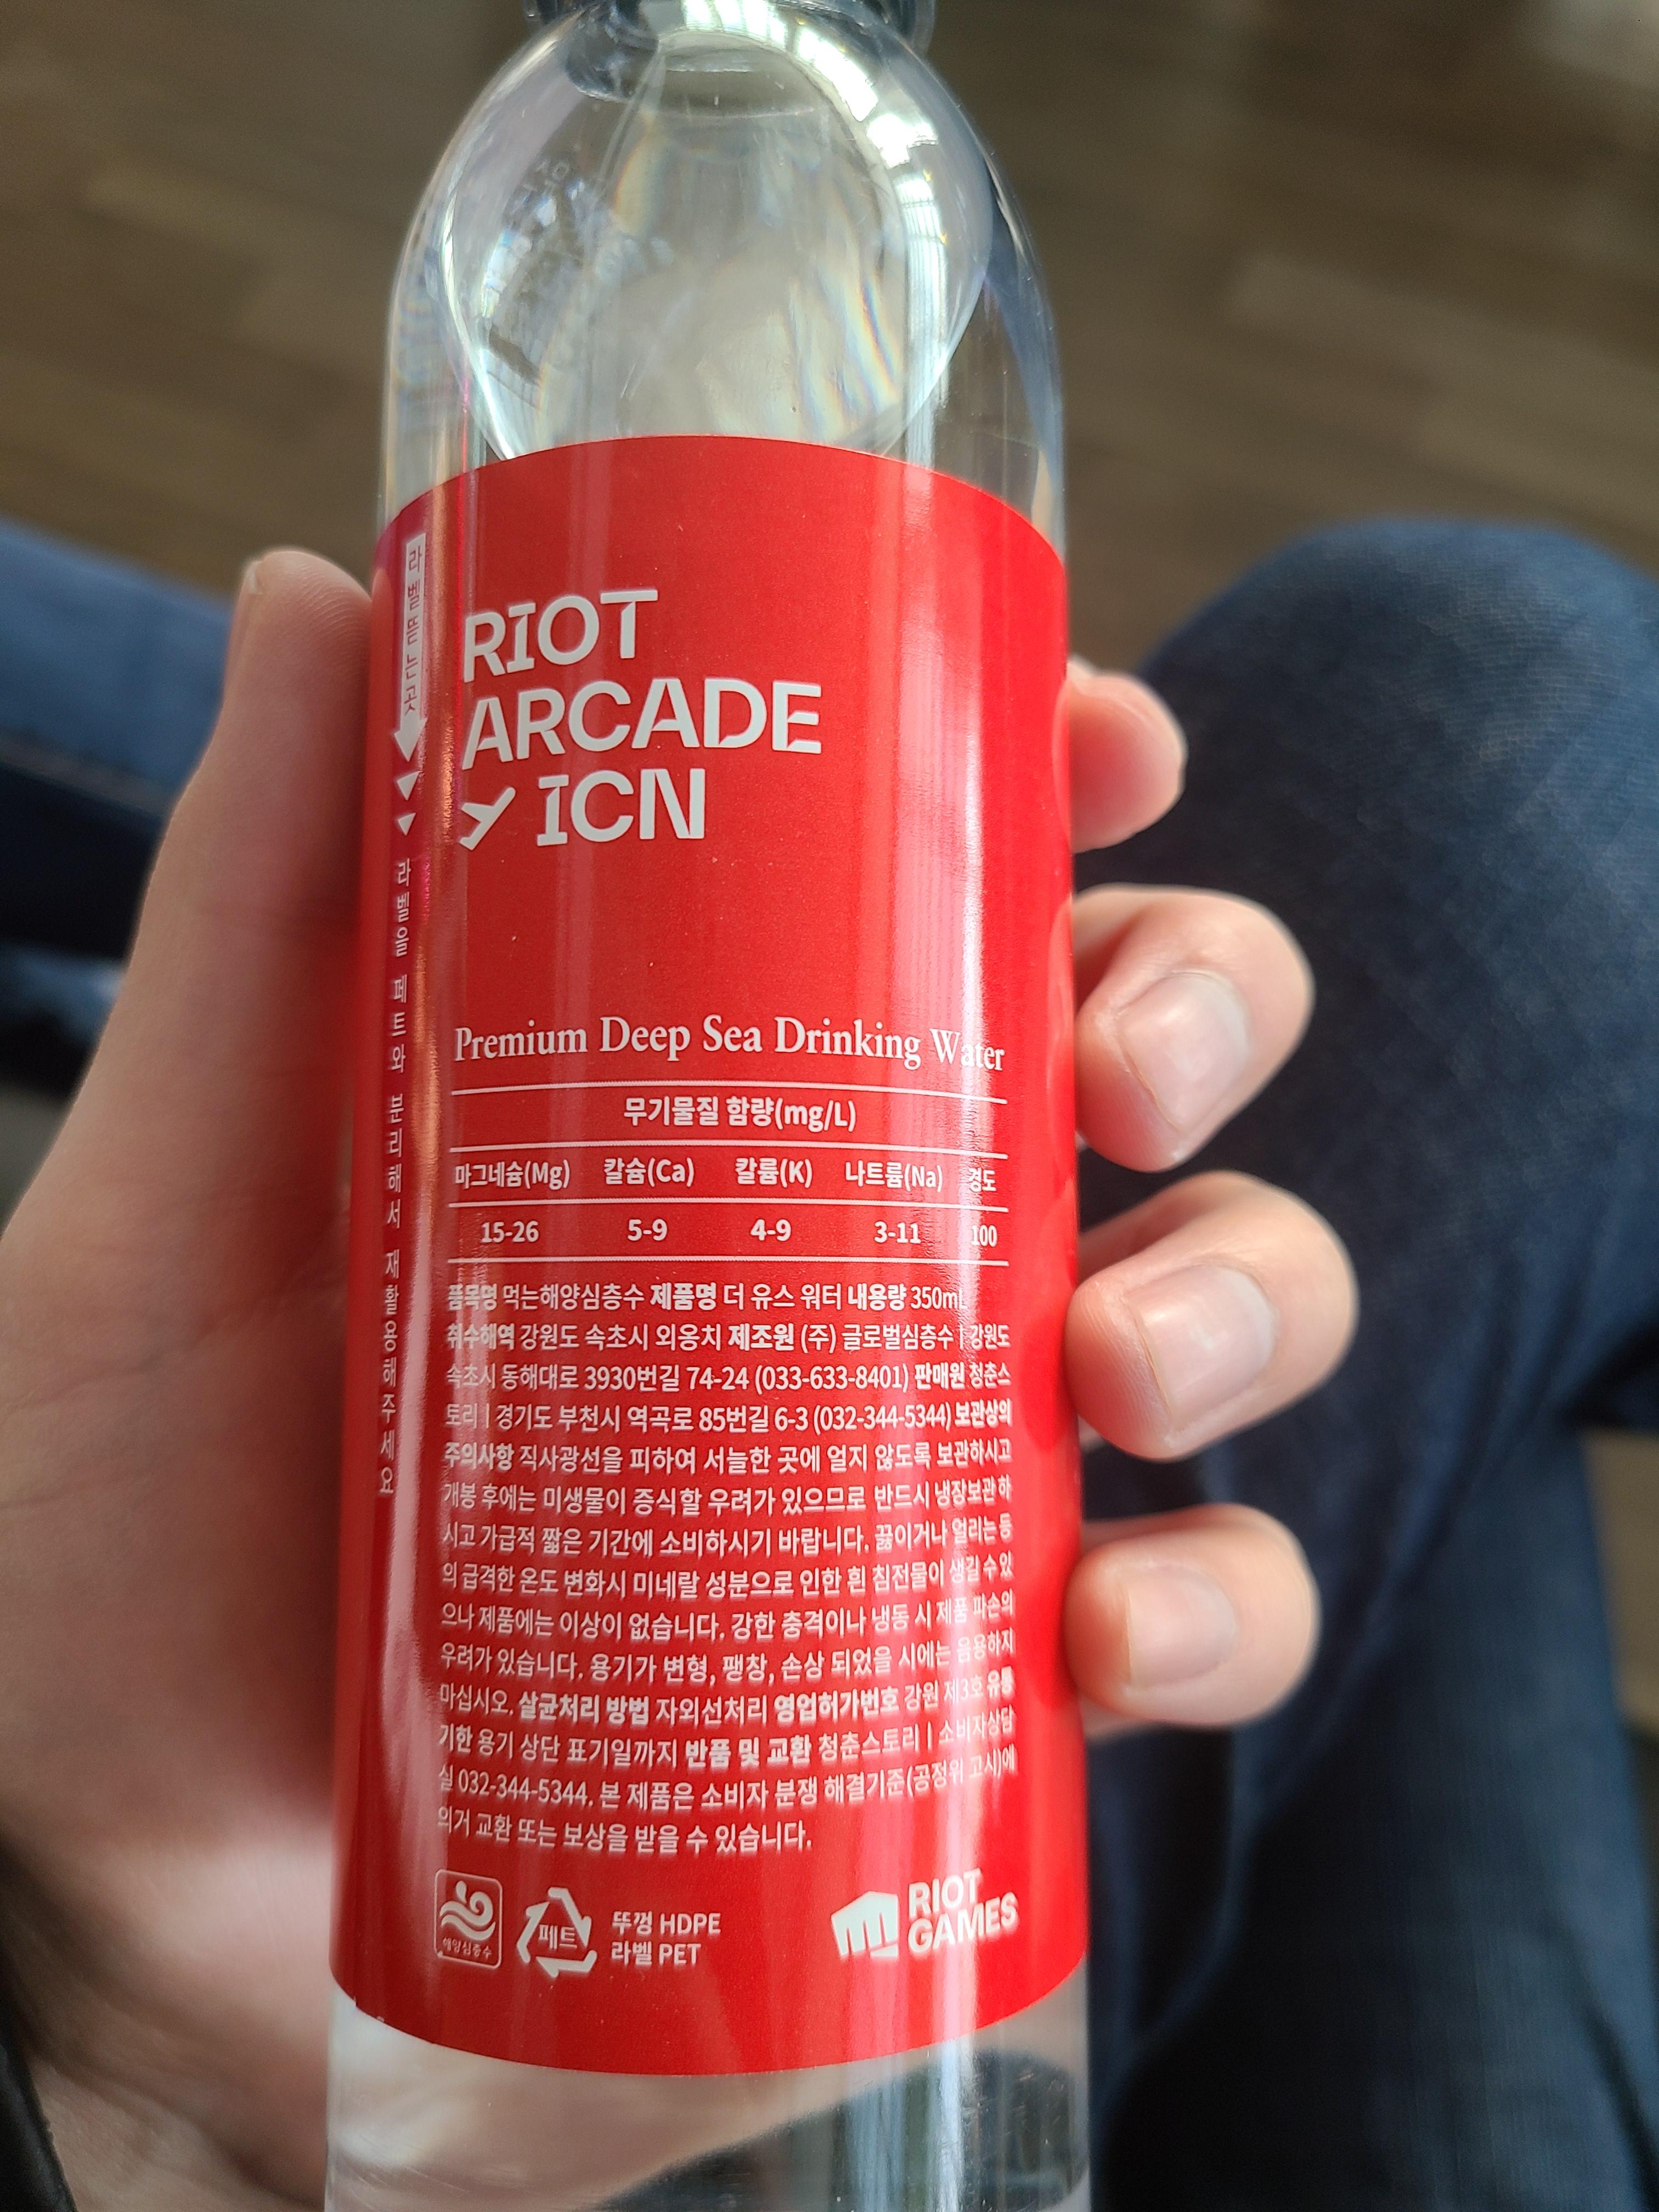 라벨 뜯는 곳
라벨을 페트와 분리해서 재활용해주세요
RIOT
ARCADE
ICN
Premium Deep Sea Drinking Water
무기물질 함량(mg/L)
마그네슘(Mg) 칼슘(Ca) 칼륨(K) 나트륨(Na) 경도
15-26 5-9 4-9 3-11 100
품목명 먹는해양심층수 제품명 더 유스 워터 내용량 350mL
취수해역 강원도 속초시 외옹치 제조원 (주) 글로벌심층수 | 강원도
속초시 동해대로 3930번길 74-24 (033-633-8401) 판매원 청춘스
토리 | 경기도 부천시 역곡로 85번길 6-3 (032-344-5344) 보관상의
주의사항 직사광선을 피하여 서늘한 곳에 얼지 않도록 보관하시고
개봉 후에는 미생물이 증식할 우려가 있으므로 반드시 냉장보관 하
시고 가급적 짧은 기간에 소비하시기 바랍니다. 끓이거나 얼리는 등
의 급격한 온도 변화시 미네랄 성분으로 인한 흰 침전물이 생길 수 있
으나 제품에는 이상이 없습니다. 강한 충격이나 냉동 시 제품 파손의
우려가 있습니다. 용기가 변형, 팽창, 손상 되었을 시에는 음용하지
마십시오. 살균처리 방법 자외선처리 영업허가번호 강원 제3호 유통
기한 용기 상단 표기일까지 반품 및 교환 청춘스토리 | 소비자상담
실 032-344-5344. 본 제품은 소비자 분쟁 해결기준(공정위 고시)에
의거 교환 또는 보상을 받을 수 있습니다.
해양심층수
페트
뚜껑 HDPE
라벨 PET
RIOT
GAMES